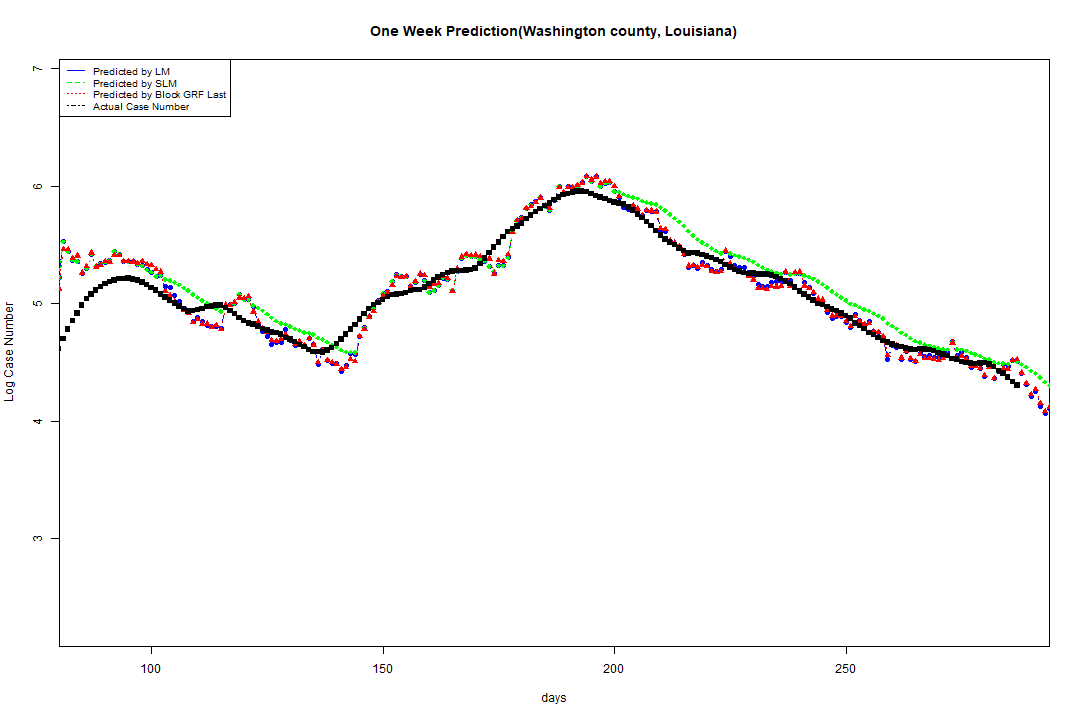 One Week Prediction(Washington county, Louisiana)
Predicted by LM
Predicted by SLM
Predicted by Block GRF Last
Actual Case Number
7
6
5
4
3
Log Case Number
100 150 200 250
days